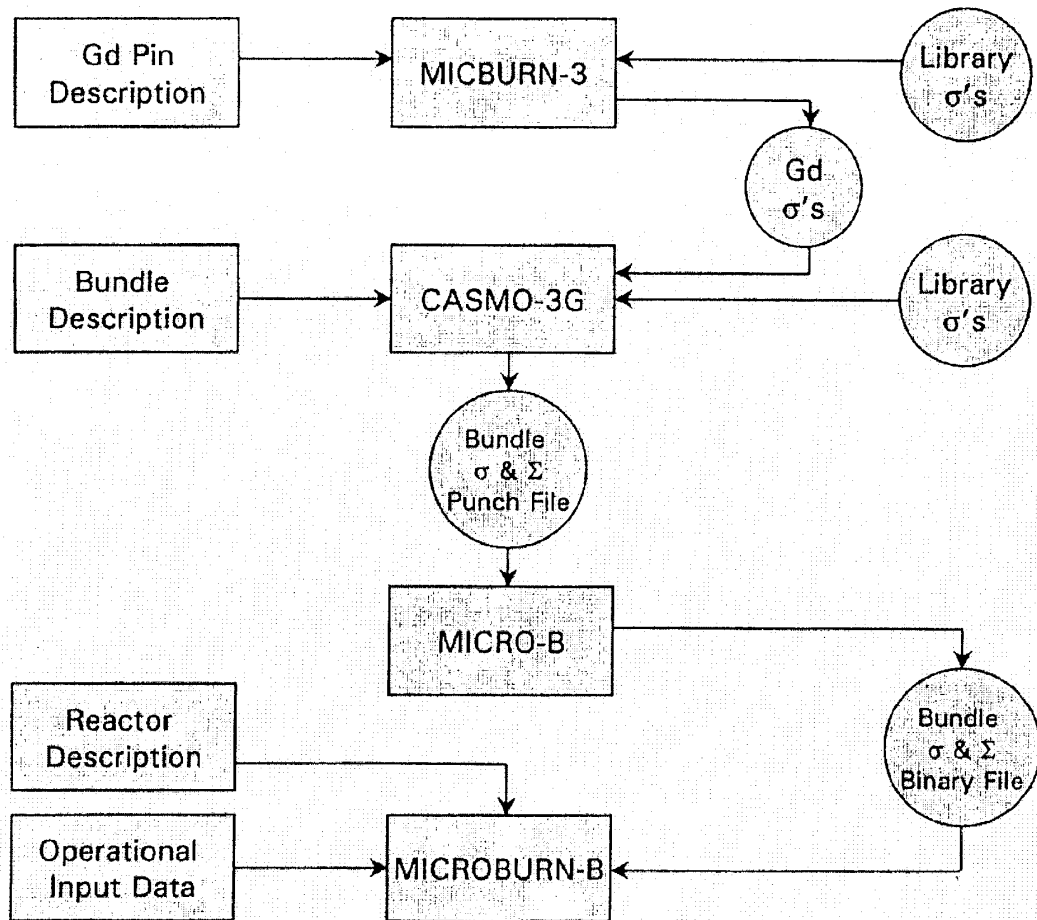 Gd Pin
Description
MICBURN-3
Library
σ's
Gd
σ's
Bundle
Description
CASMO-3G
Library
σ's
Bundle
σ & Σ
Punch File
MICRO-B
Reactor
Description
Bundle
σ & Σ
Binary File
Operational
Input Data
MICROBURN-B